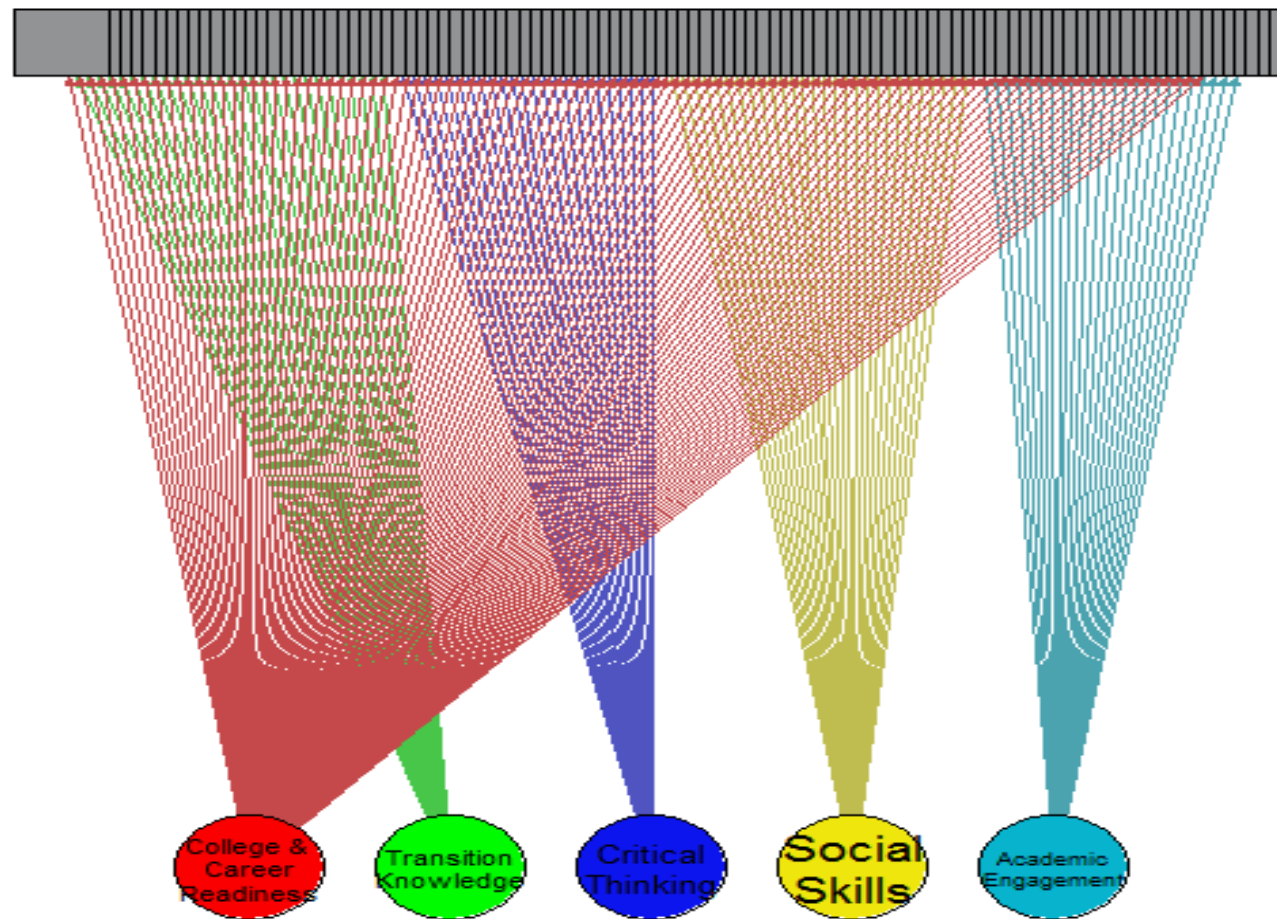 College &
Career
Readiness
Transition
Knowledge
Critical
Thinking
Social
Skills
Academic
Engagement